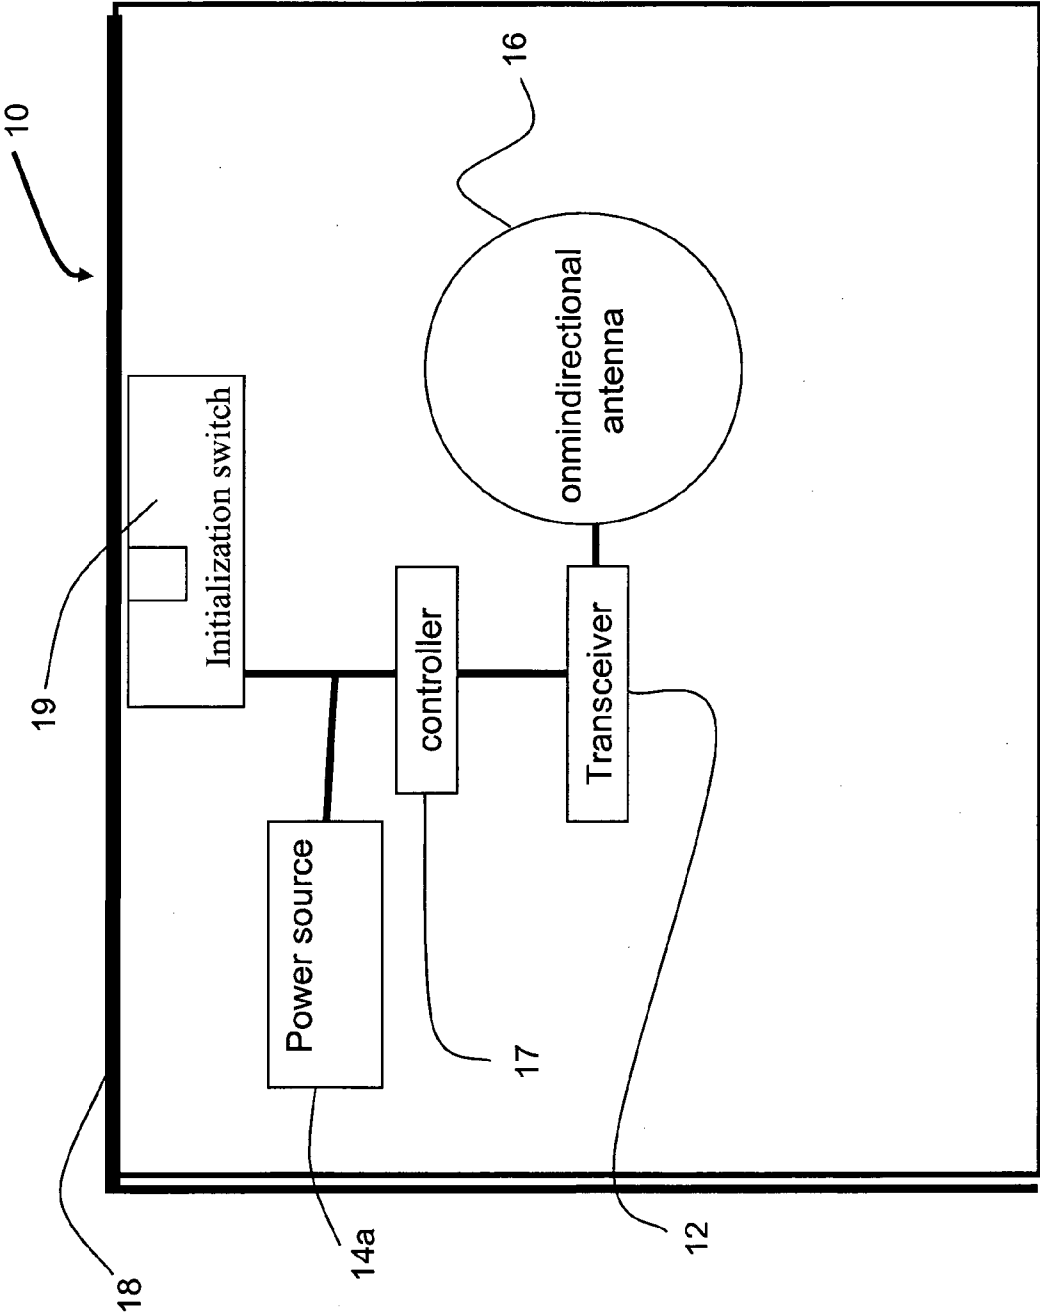 10
19
18
Initialization switch
Power source
14a
controller
16
17
onmindirectional
antenna
Transceiver
12